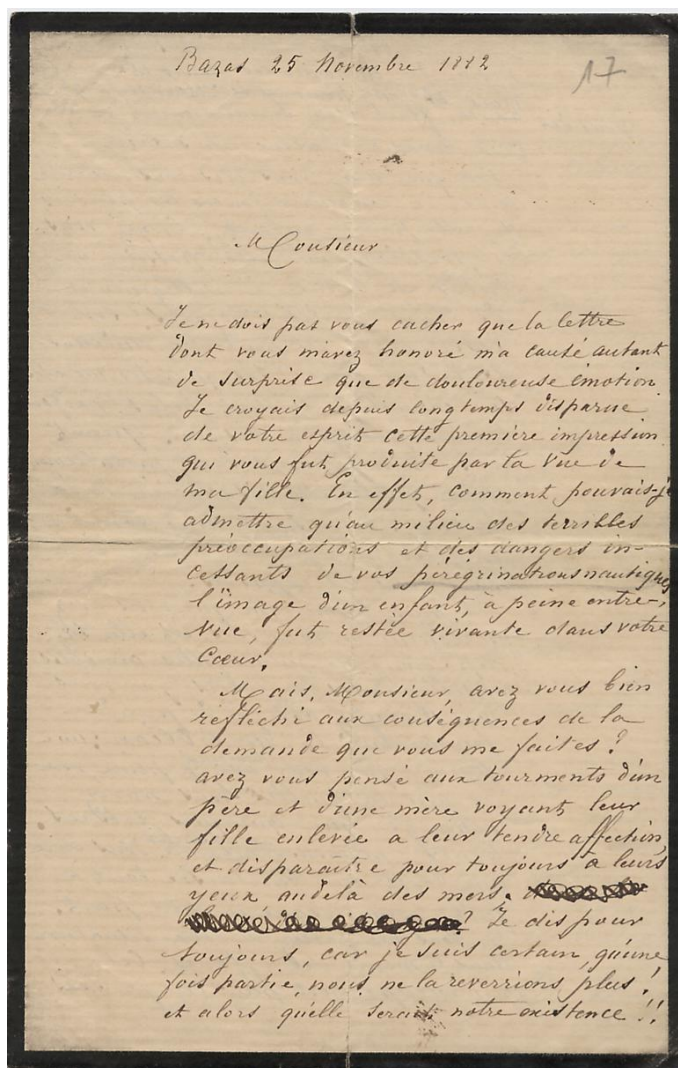 Bazas 25 Novembre 1882
17
Monsieur
Je ne dois pas vous cacher que la lettre
dont vous m'avez honoré m'a causé autant
de surprise que de douloureuse émotion.
Je croyais depuis longtemps disparue
de votre esprit cette première impression
qui vous fut produite par la vue de
ma fille. En effet, comment pouvais-je
admettre qu'au milieu des terribles
préoccupations et des dangers in-
cessants de vos pérégrinations nautiques
l'image d'un enfant, à peine entre-
vue, fut restée vivante dans votre
cœur.
Mais, Monsieur, avez vous bien
réfléchi aux conséquences de la
demande que vous me faites?
avez vous pensé aux tourments d'un
père et d'une mère voyant leur
fille enlevée a leur tendre affection,
et disparaitre pour toujours à leurs
yeux, audelà des mers.
? Je dis pour
toujours, car je suis certain, qu'une
fois partie, nous ne la reverrions plus!
et alors qu'elle serait notre existence!!